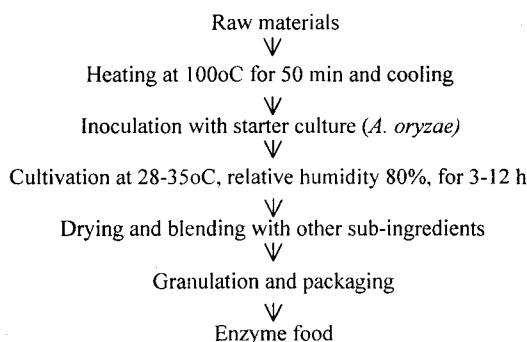 Raw materials
Heating at 100oC for 50 min and cooling
Inoculation with starter culture (A. oryzae)
Cultivation at 28-35oC, relative humidity 80%, for 3-12 h
Drying and blending with other sub-ingredients
Granulation and packaging
Enzyme food